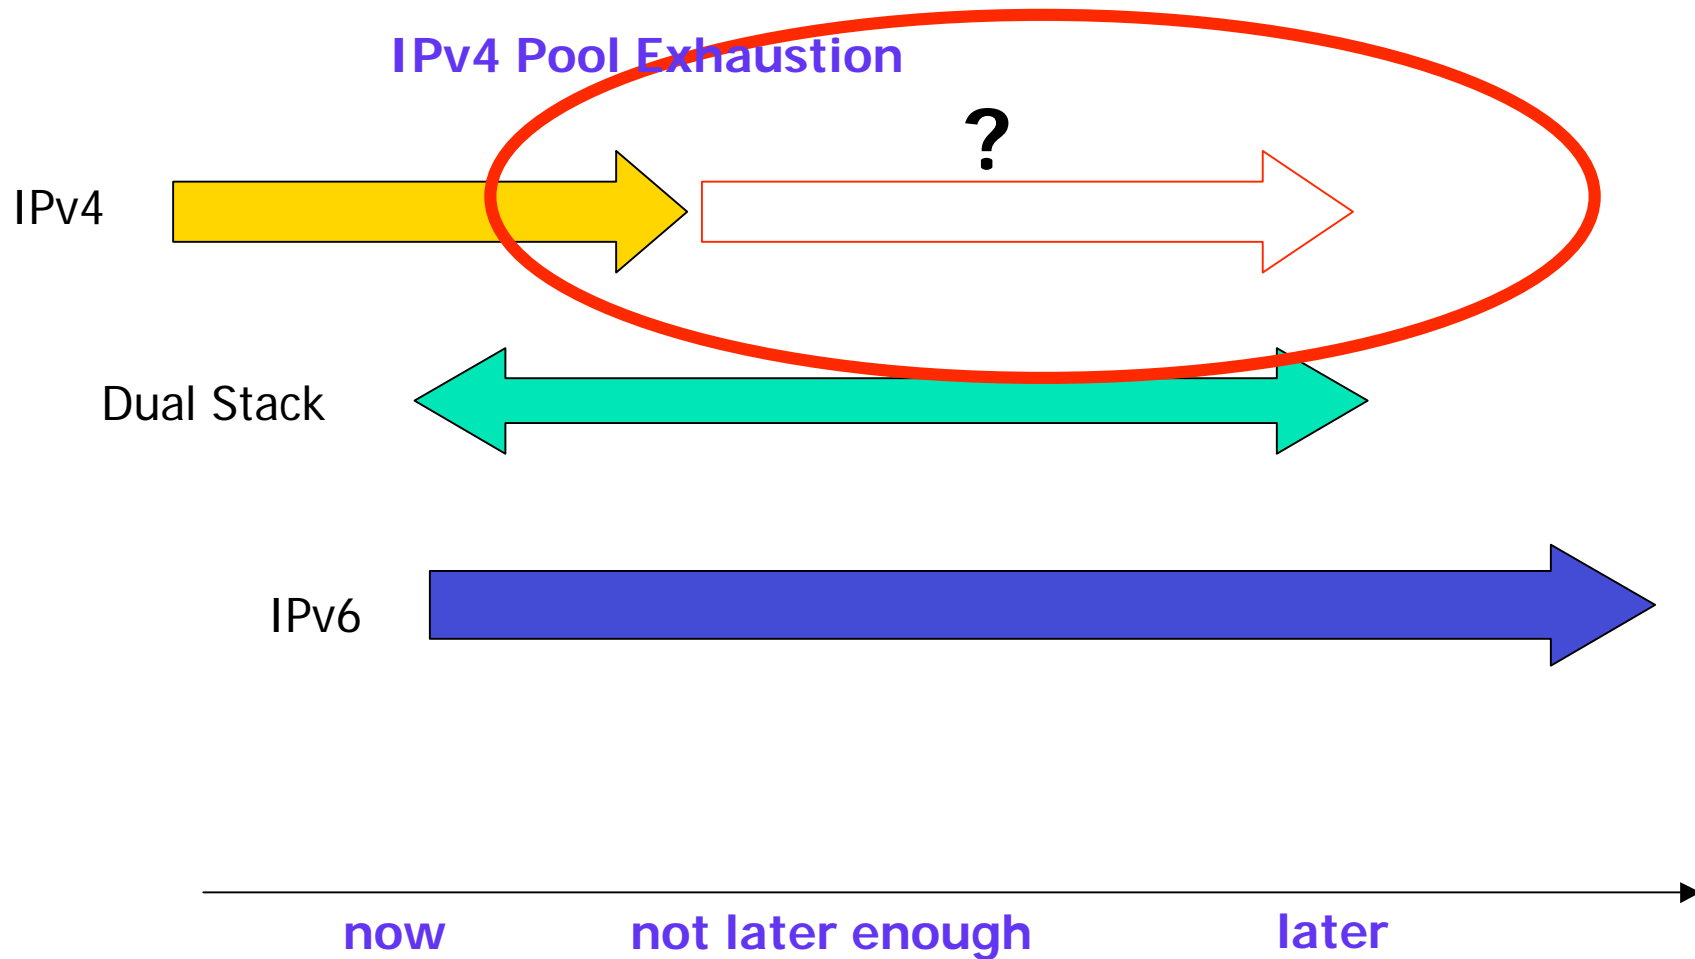 IPv4 Pool Exhaustion
?
IPv4
Dual Stack
IPv6
now not later enough later